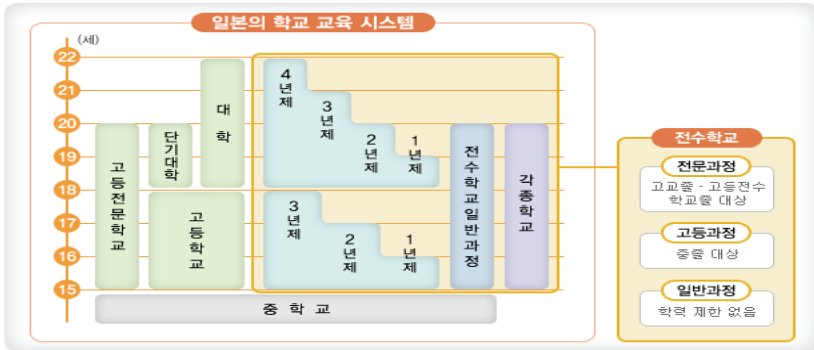 일본의 학교 교육 시스템
(세)
22
21
20
19
18
17
16
15
고등전문학교
단기대학
대학
고등학교
4년제
3년제
2년제
1년제
3년제
2년제
1년제
전수학교일반과정
각종학교
중 학 교
전수학교
전문과정
고교졸 · 고등전수
학교졸 대상
고등과정
중졸 대상
일반과정
학력 제한 없음